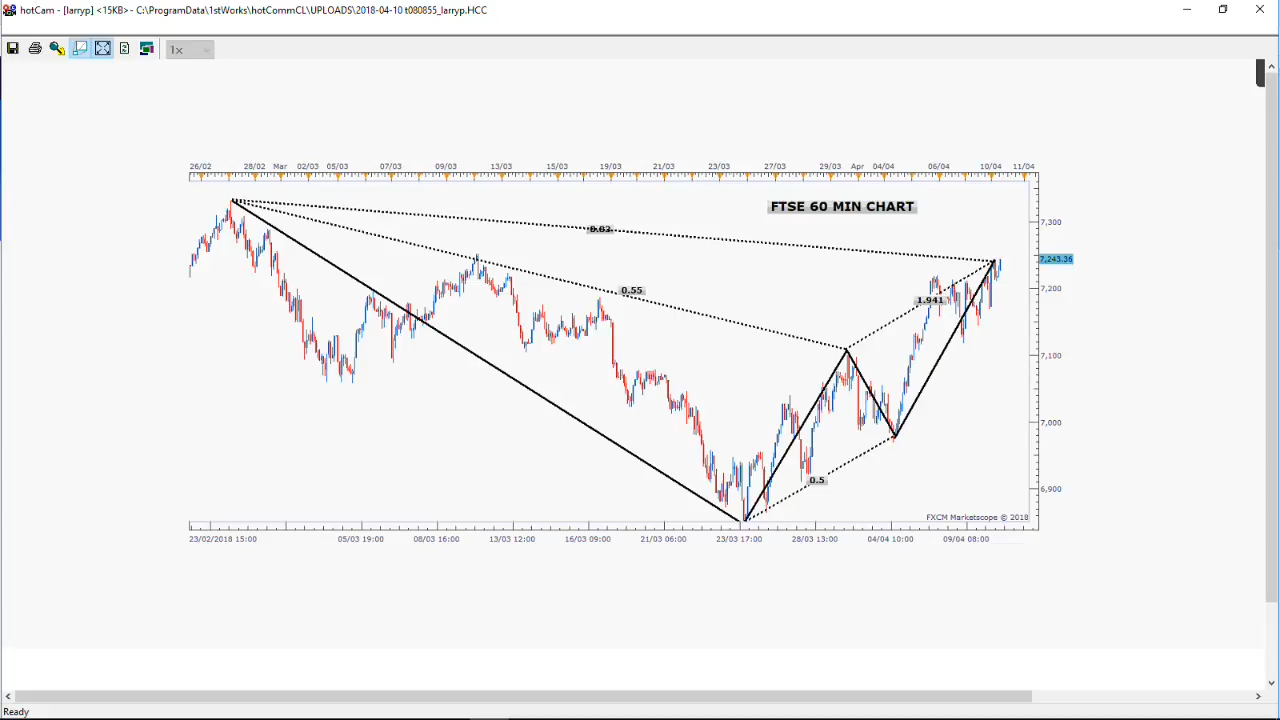 hotCam - [larryp] <15KB> - C:\ProgramData\1stWorks\hotCommCL\UPLOADS\2018-04-10 t080855_larryp.HCC
1x
26/02 28/02 Mar 02/03 05/03 07/03 09/03 13/03 15/03 19/03 21/03 23/03 27/03 29/03 Apr 04/04 06/04 10/04 11/04
FTSE 60 MIN CHART
7,300
7,243.36
7,200
0.55
1.941
7,100
7,000
0.5
6,900
FXCM Marketscope © 2018
23/02/2018 15:00 05/03 19:00 08/03 16:00 13/03 12:00 16/03 09:00 21/03 06:00 23/03 17:00 28/03 13:00 04/04 10:00 09/04 08:00
Ready